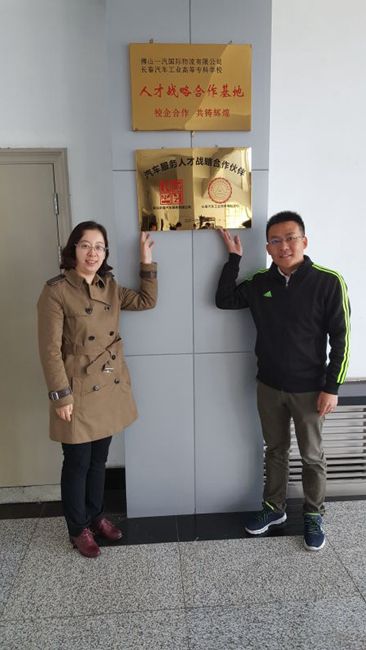 佛山一汽国际物流有限公司
长春汽车工业高等专科学校
人才战略合作基地
校企合作 共铸辉煌
汽车服务人才战略合作伙伴